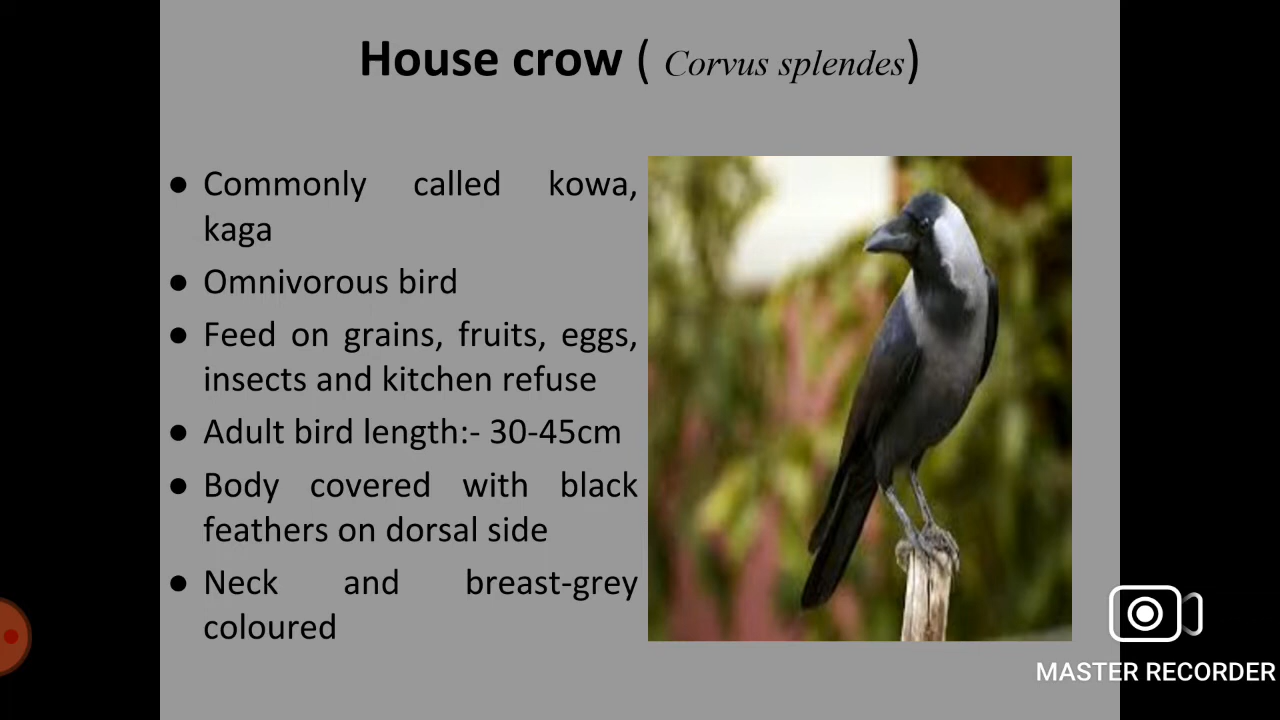 House crow ( Corvus splendes)
● Commonly called kowa,
kaga
● Omnivorous bird
● Feed on grains, fruits, eggs,
insects and kitchen refuse
● Adult bird length:- 30-45cm
● Body covered with black
feathers on dorsal side
● Neck and breast-grey
coloured
MASTER RECORDER